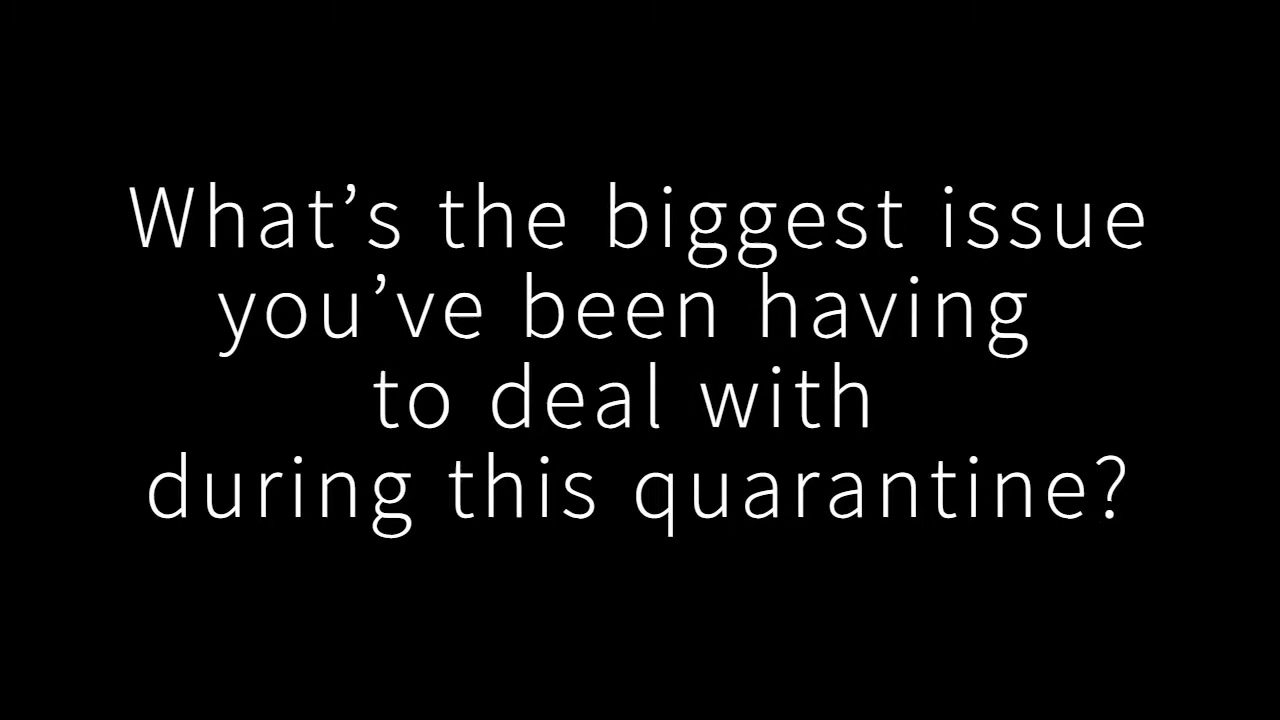 What’s the biggest issue
you’ve been having
to deal with
during this quarantine?